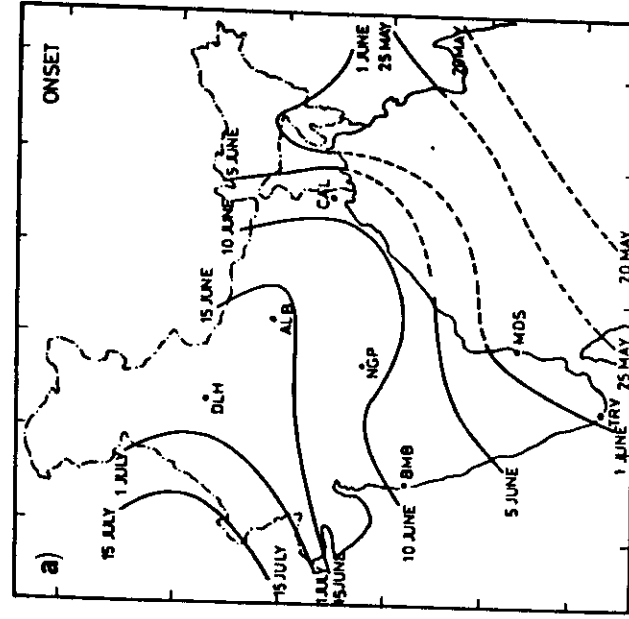 a)
ONSET
15 JULY
1 JULY
15 JUNE
10 JUNE
5 JUNE
1 JUNE
25 MAY
20 MAY
DLH
ALB
CAL
NGP
BMB
MDS
TRV
15 JULY
1 JULY
15 JUNE
10 JUNE
5 JUNE
1 JUNE
25 MAY
20 MAY